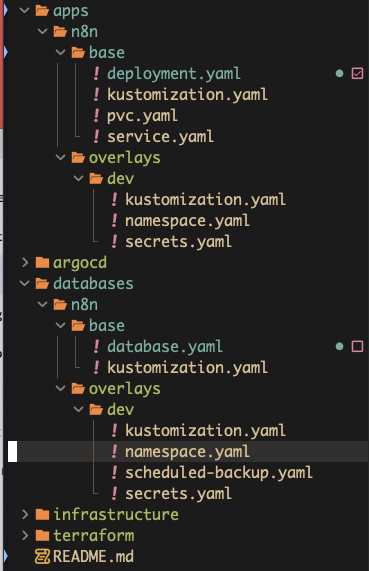 apps
n8n
base
! deployment.yaml
! kustomization.yaml
! pvc.yaml
! service.yaml
overlays
dev
! kustomization.yaml
! namespace.yaml
! secrets.yaml
argocd
databases
n8n
base
! database.yaml
! kustomization.yaml
overlays
dev
! kustomization.yaml
! namespace.yaml
! scheduled-backup.yaml
! secrets.yaml
infrastructure
terraform
README.md